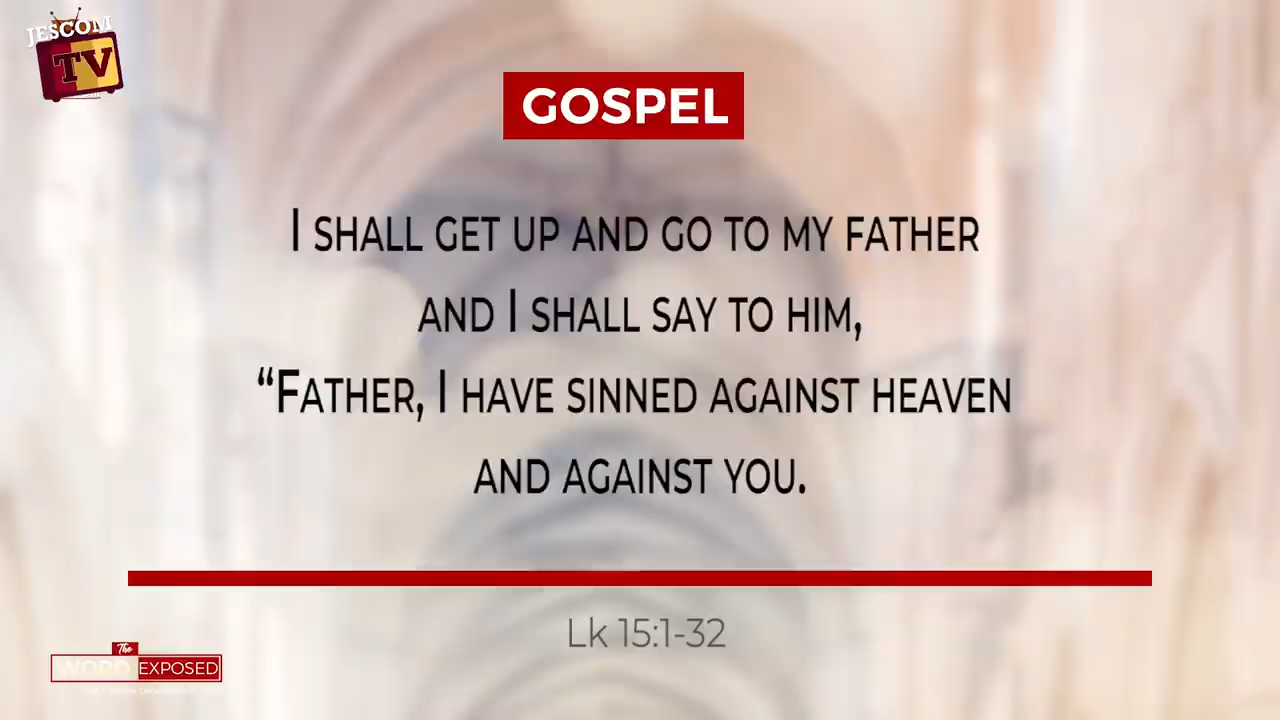 JESCOM
TV
GOSPEL
I SHALL GET UP AND GO TO MY FATHER
AND I SHALL SAY TO HIM,
“FATHER, I HAVE SINNED AGAINST HEAVEN
AND AGAINST YOU.
Lk 15:1-32
The
WORD EXPOSED